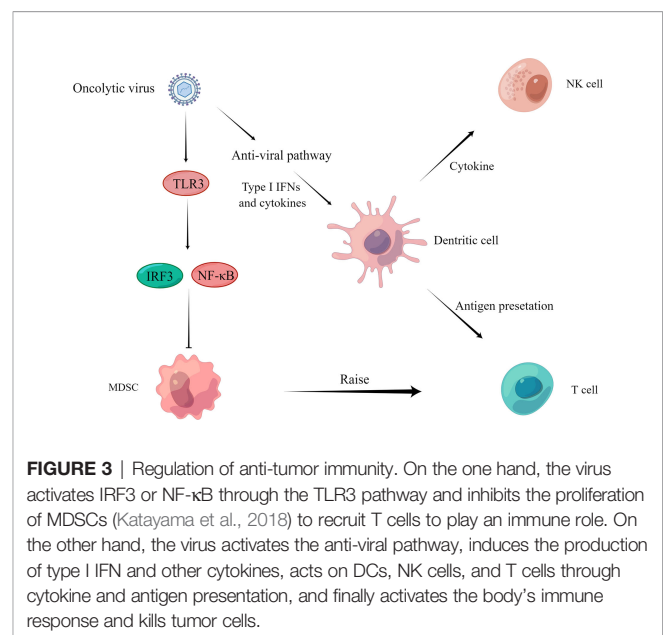 Oncolytic virus
NK cell
Anti-viral pathway
Cytokine
TLR3
Type I IFNs
and cytokines
Dentritic cell
IRF3
NF-κB
Antigen presetation
MDSC
Raise
T cell
FIGURE 3 | Regulation of anti-tumor immunity. On the one hand, the virus
activates IRF3 or NF-κB through the TLR3 pathway and inhibits the proliferation
of MDSCs (Katayama et al., 2018) to recruit T cells to play an immune role. On
the other hand, the virus activates the anti-viral pathway, induces the production
of type I IFN and other cytokines, acts on DCs, NK cells, and T cells through
cytokine and antigen presentation, and finally activates the body's immune
response and kills tumor cells.